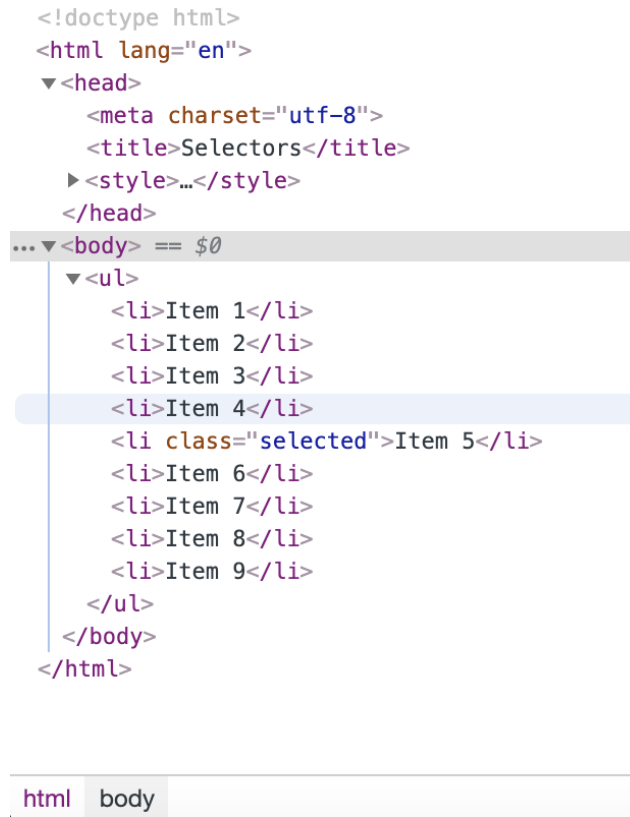 <!doctype html>
<html lang="en">
▼<head>
<meta charset="utf-8">
<title>Selectors</title>
▶<style>…</style>
</head>
…▼<body> == $0
▼<ul>
<li>Item 1</li>
<li>Item 2</li>
<li>Item 3</li>
<li>Item 4</li>
<li class="selected">Item 5</li>
<li>Item 6</li>
<li>Item 7</li>
<li>Item 8</li>
<li>Item 9</li>
</ul>
</body>
</html>
html body